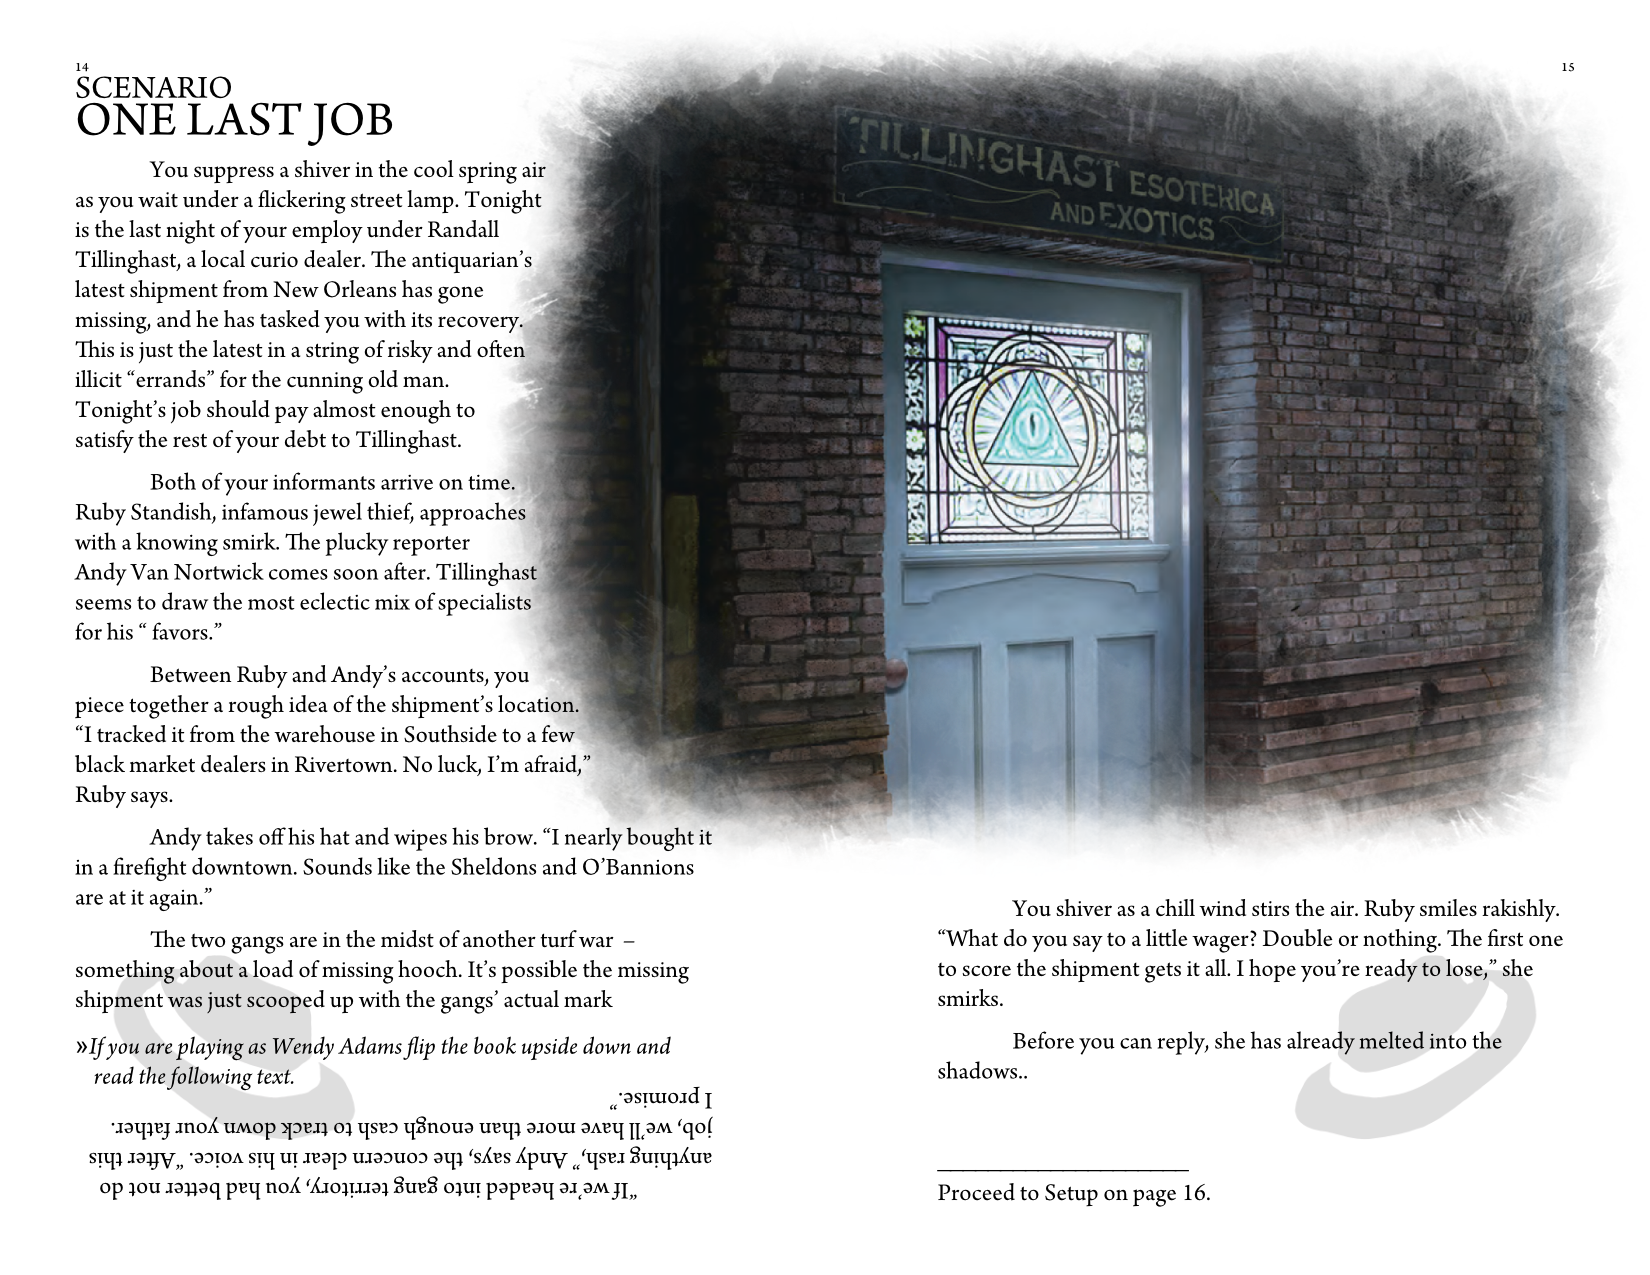 14
SCENARIO
ONE LAST JOB
You suppress a shiver in the cool spring air
as you wait under a flickering street lamp. Tonight
is the last night of your employ under Randall
Tillinghast, a local curio dealer. The antiquarian’s
latest shipment from New Orleans has gone
missing, and he has tasked you with its recovery.
This is just the latest in a string of risky and often
illicit “errands” for the cunning old man.
Tonight’s job should pay almost enough to
satisfy the rest of your debt to Tillinghast.
Both of your informants arrive on time.
Ruby Standish, infamous jewel thief, approaches
with a knowing smirk. The plucky reporter
Andy Van Nortwick comes soon after. Tillinghast
seems to draw the most eclectic mix of specialists
for his “ favors.”
Between Ruby and Andy’s accounts, you
piece together a rough idea of the shipment’s location.
“I tracked it from the warehouse in Southside to a few
black market dealers in Rivertown. No luck, I’m afraid,”
Ruby says.
Andy takes off his hat and wipes his brow. “I nearly bought it
in a firefight downtown. Sounds like the Sheldons and O’Bannions
are at it again.”
The two gangs are in the midst of another turf war –
something about a load of missing hooch. It’s possible the missing
shipment was just scooped up with the gangs’ actual mark
»If you are playing as Wendy Adams flip the book upside down and
read the following text.
“If we’re headed into gang territory, you had better not do
anything rash,“ Andy says, the concern clear in his voice. “After this
job, we’ll have more than enough cash to track down your father.
I promise.“
15
TILLINGHAST ESOTERICA
AND EXOTICS
You shiver as a chill wind stirs the air. Ruby smiles rakishly.
“What do you say to a little wager? Double or nothing. The first one
to score the shipment gets it all. I hope you’re ready to lose,” she
smirks.
Before you can reply, she has already melted into the
shadows..
Proceed to Setup on page 16.